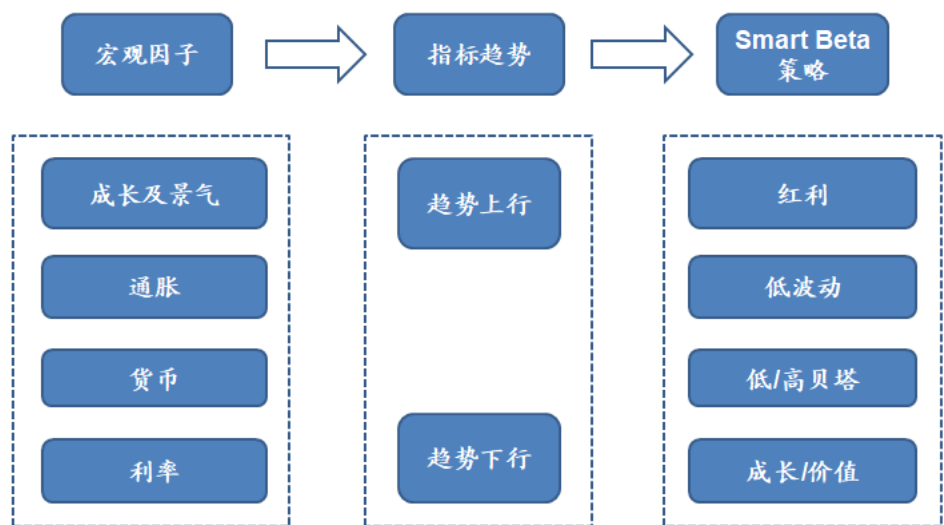 宏观因子
指标趋势
Smart Beta
策略
成长及景气
通胀
货币
利率
趋势上行
趋势下行
红利
低波动
低/高贝塔
成长/价值